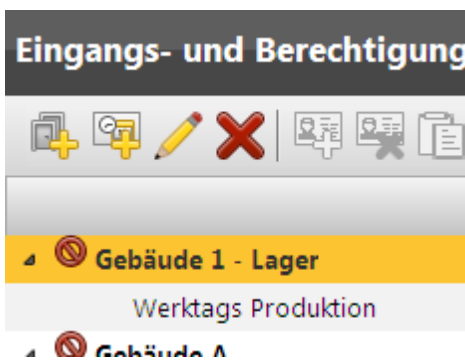 Eingangs- und Berechtigung
Gebäude 1 - Lager
Werktags Produktion
Gebäude A